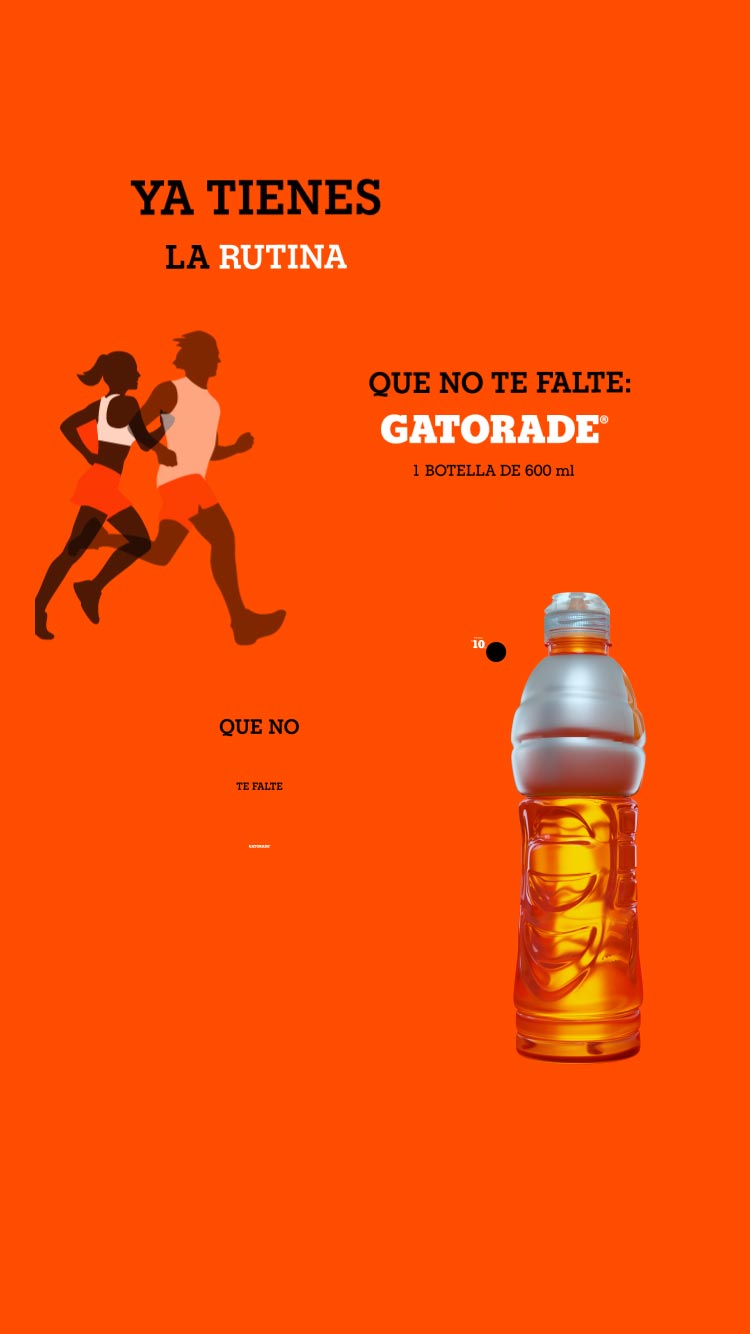 YA TIENES
LA RUTINA
QUE NO TE FALTE:
GATORADE®
1 BOTELLA DE 600 ml
10
QUE NO
TE FALTE
GATORADE